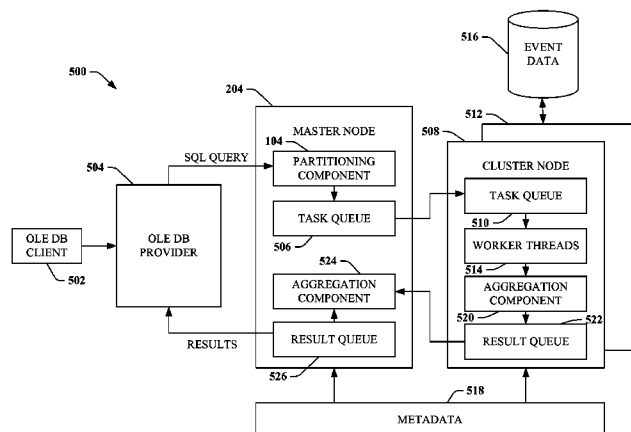 500
516
EVENT
DATA
204
512
508
MASTER NODE
104
SQL QUERY
PARTITIONING
COMPONENT
504
CLUSTER NODE
TASK QUEUE
510
TASK QUEUE
506
OLE DB
CLIENT
502
OLE DB
PROVIDER
WORKER THREADS
514
524
AGGREGATION
COMPONENT
AGGREGATION
COMPONENT
520
522
RESULTS
RESULT QUEUE
526
RESULT QUEUE
518
METADATA